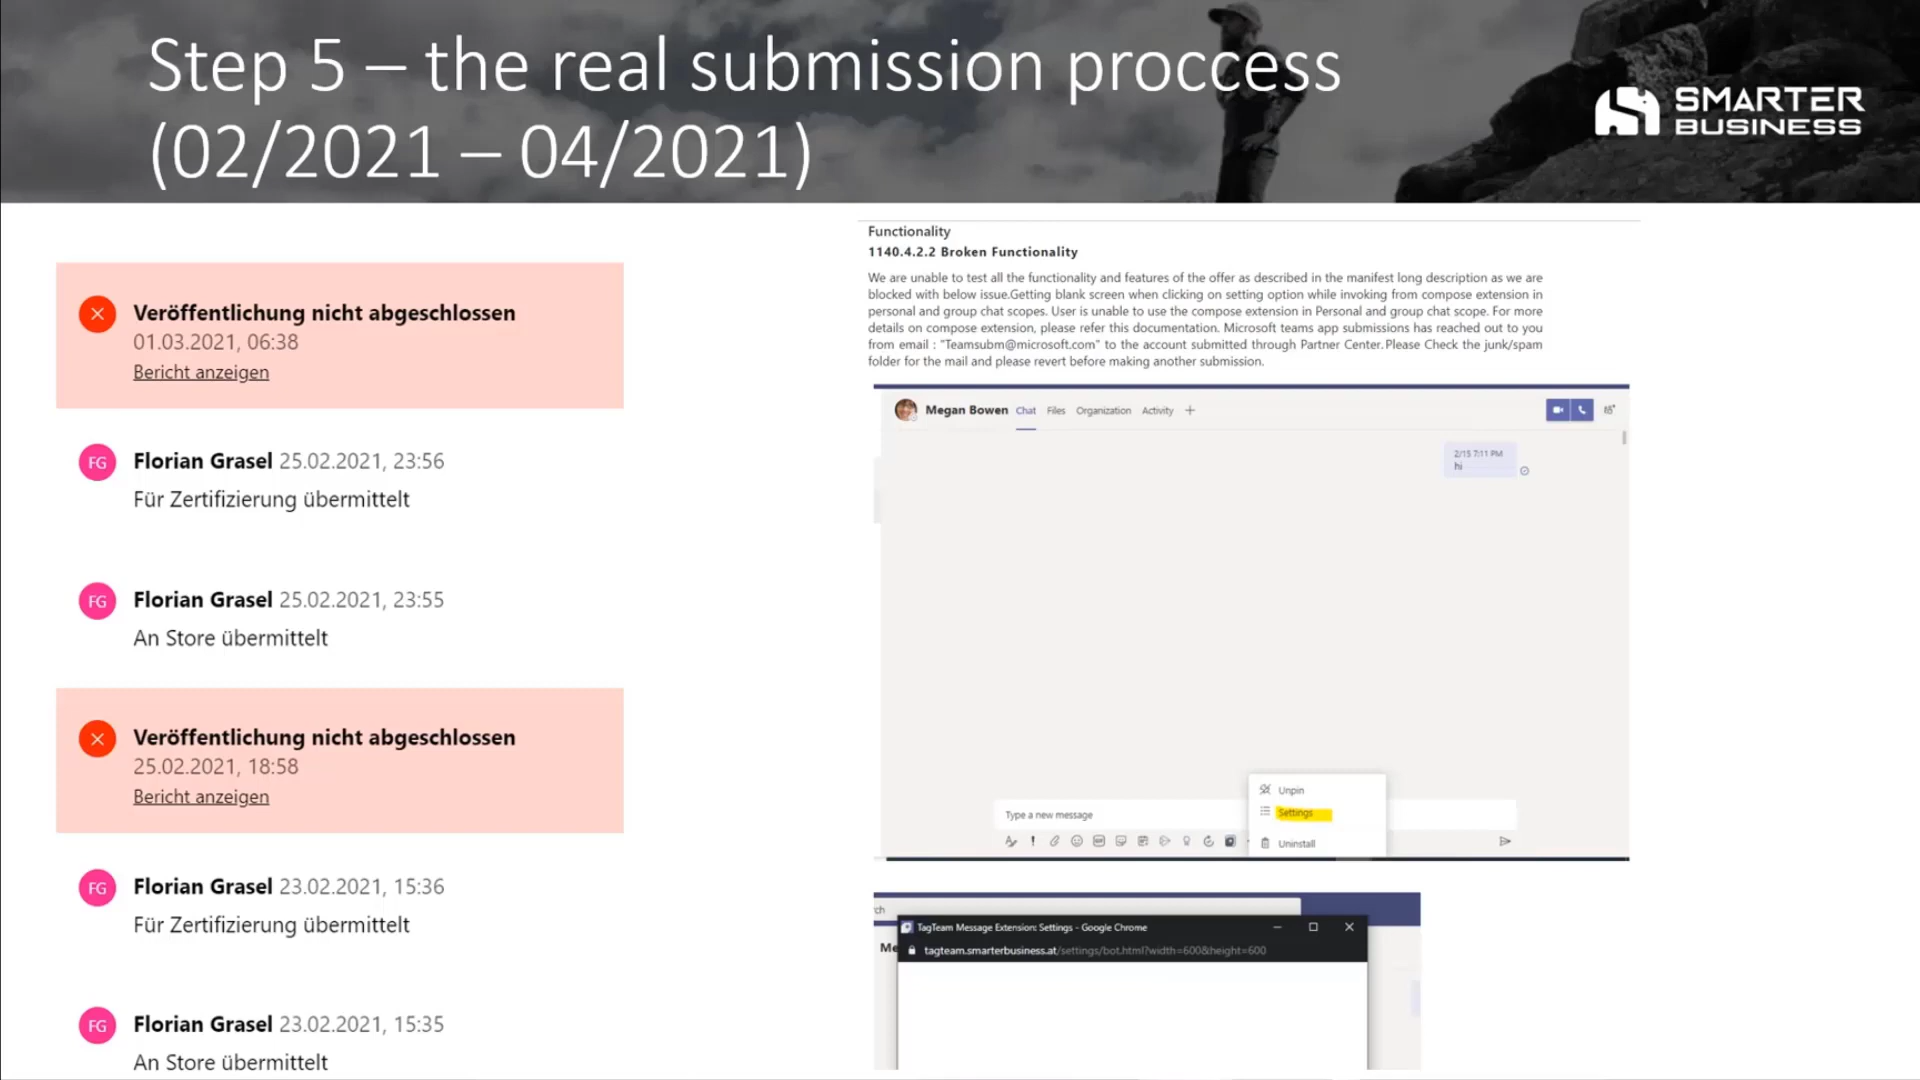 Step 5 – the real submission proccess
(02/2021 – 04/2021)
SMARTER
BUSINESS
Veröffentlichung nicht abgeschlossen
01.03.2021, 06:38
Bericht anzeigen
FG
Florian Grasel 25.02.2021, 23:56
Für Zertifizierung übermittelt
FG
Florian Grasel 25.02.2021, 23:55
An Store übermittelt
Veröffentlichung nicht abgeschlossen
25.02.2021, 18:58
Bericht anzeigen
FG
Florian Grasel 23.02.2021, 15:36
Für Zertifizierung übermittelt
FG
Florian Grasel 23.02.2021, 15:35
An Store übermittelt
Functionality
1140.4.2.2 Broken Functionality
We are unable to test all the functionality and features of the offer as described in the manifest long description as we are
blocked with below issue.Getting blank screen when clicking on setting option while invoking from compose extension in
personal and group chat scopes. User is unable to use the compose extension in Personal and group chat scope. For more
details on compose extension, please refer this documentation. Microsoft teams app submissions has reached out to you
from email : "Teamsubm@microsoft.com" to the account submitted through Partner Center.Please Check the junk/spam
folder for the mail and please revert before making another submission.
Megan Bowen Chat Files Organization Activity
2/15 7:11 PM
hi
Unpin
Settings
Uninstall
Type a new message
rch
TagTeam Message Extension: Settings - Google Chrome
Me
tagteam.smarterbusiness.at/settings/bot.html?width=600&height=600